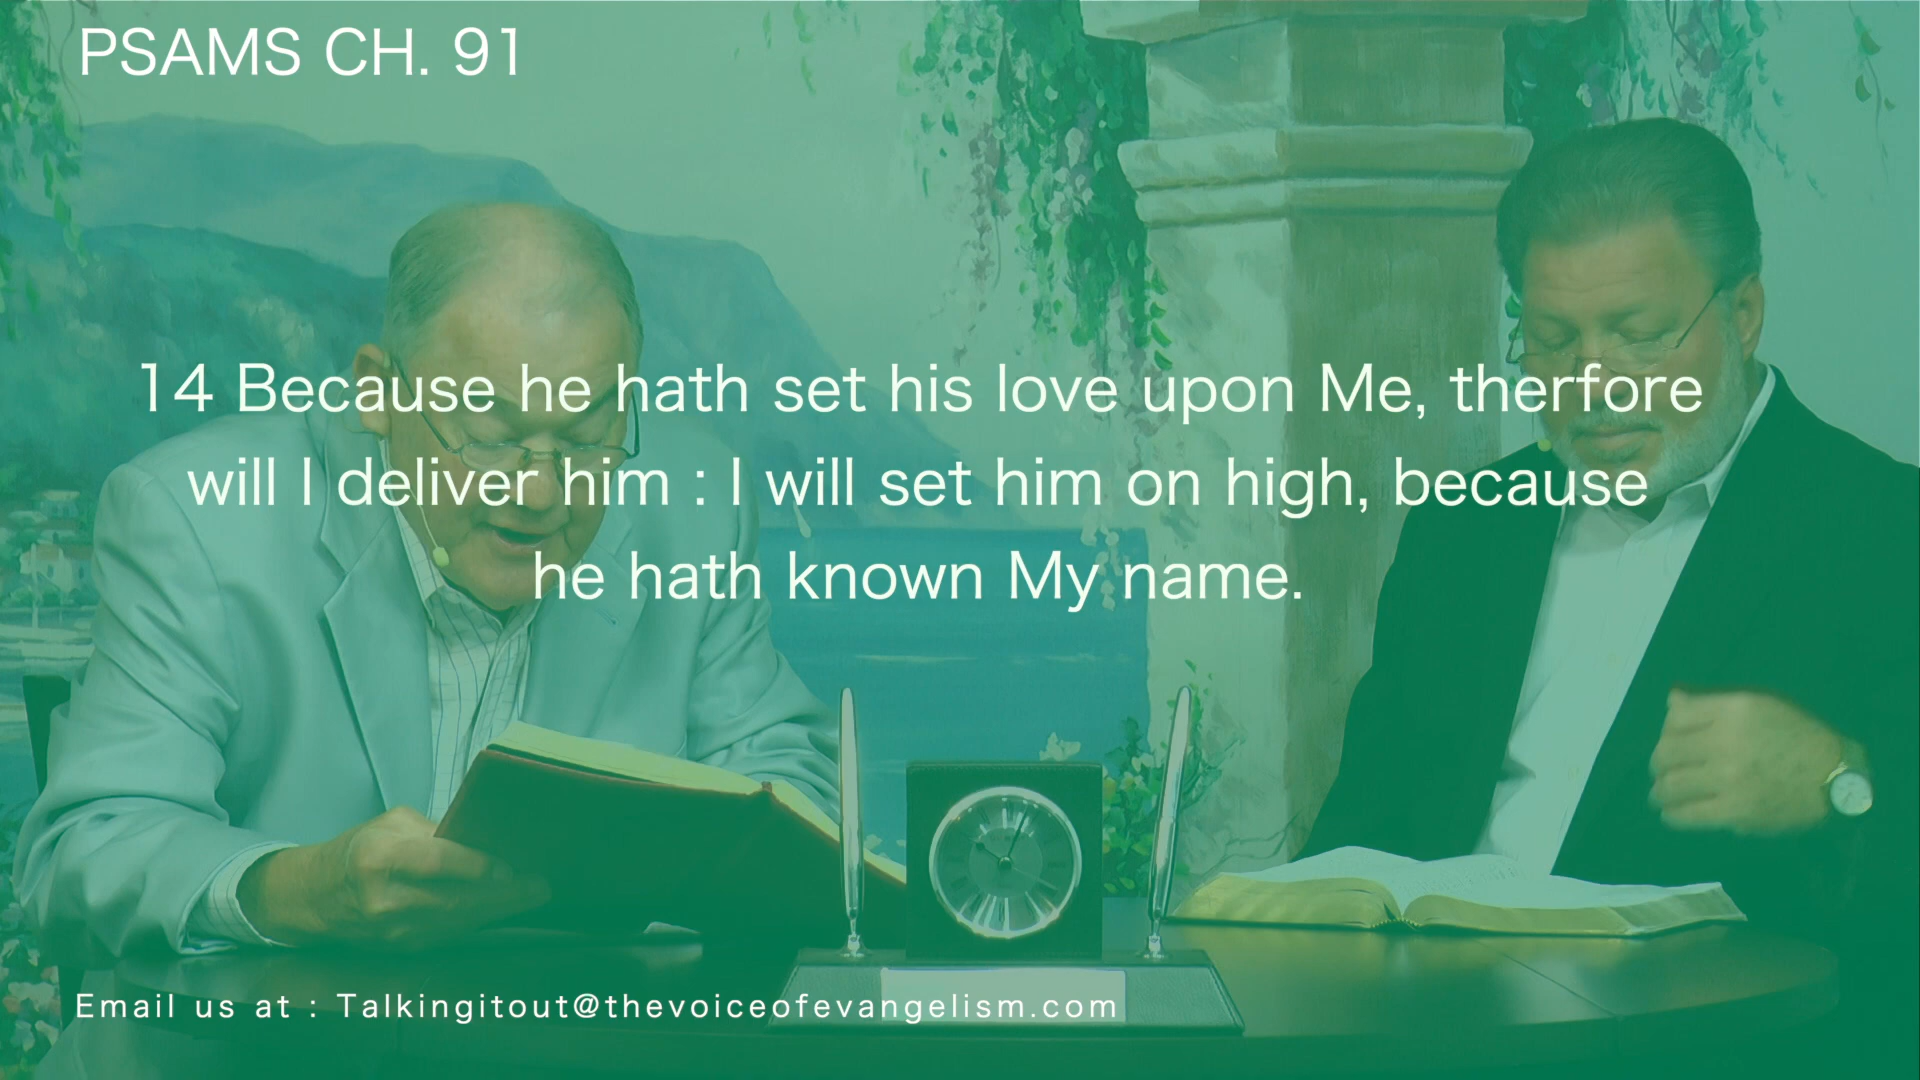 PSAMS CH. 91
14 Because he hath set his love upon Me, therfore
will I deliver him : I will set him on high, because
he hath known My name.
Email us at : Talkingitout@thevoiceofevangelism.com